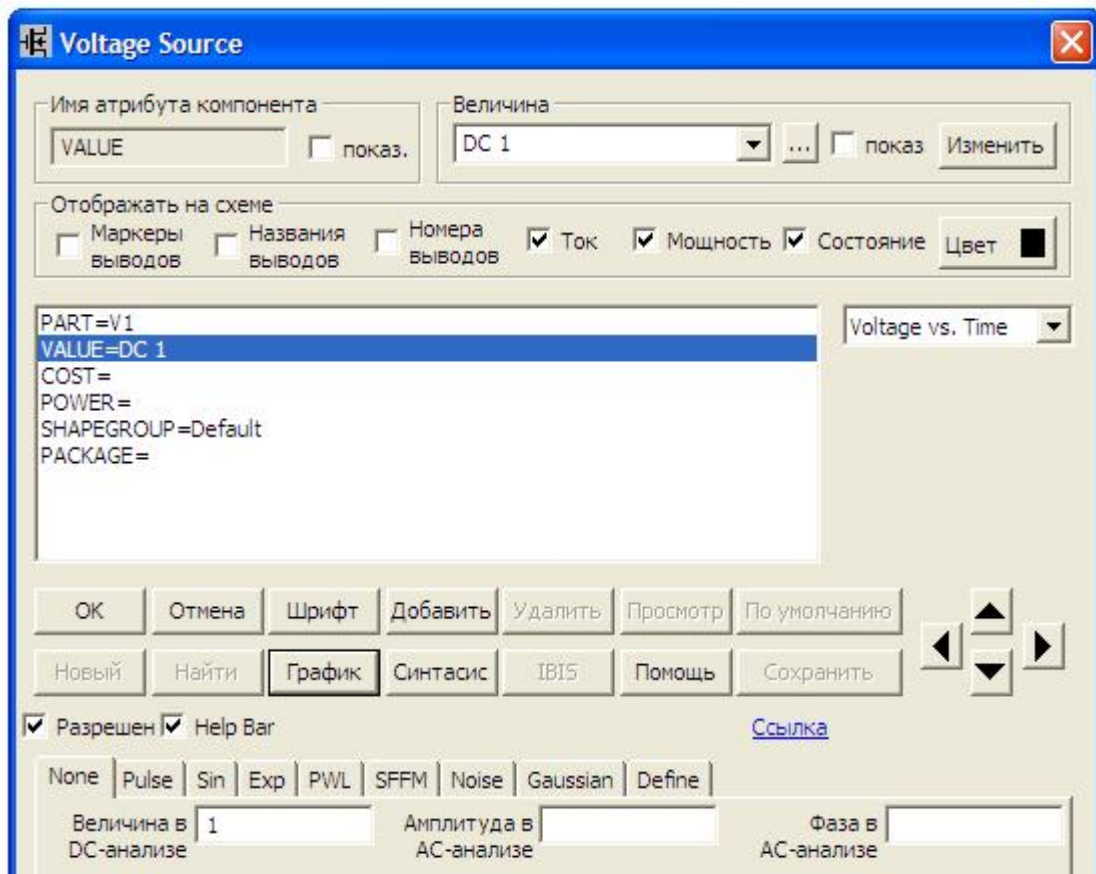 Voltage Source
Имя атрибута компонента
Величина
VALUE
показ.
DC 1
...
показ
Изменить
Отображать на схеме
Маркеры
выводов
Названия
выводов
Номера
выводов
Ток
Мощность
Состояние
Цвет
PART=V1
VALUE=DC 1
COST=
POWER=
SHAPEGROUP=Default
PACKAGE=
Voltage vs. Time
OK
Отмена
Шрифт
Добавить
Удалить
Просмотр
По умолчанию
Новый
Найти
График
Синтасис
IBIS
Помощь
Сохранить
Разрешен
Help Bar
Ссылка
None
Pulse
Sin
Exp
PWL
SFFM
Noise
Gaussian
Define
Величина в
DC-анализе
1
Амплитуда в
AC-анализе
Фаза в
AC-анализе